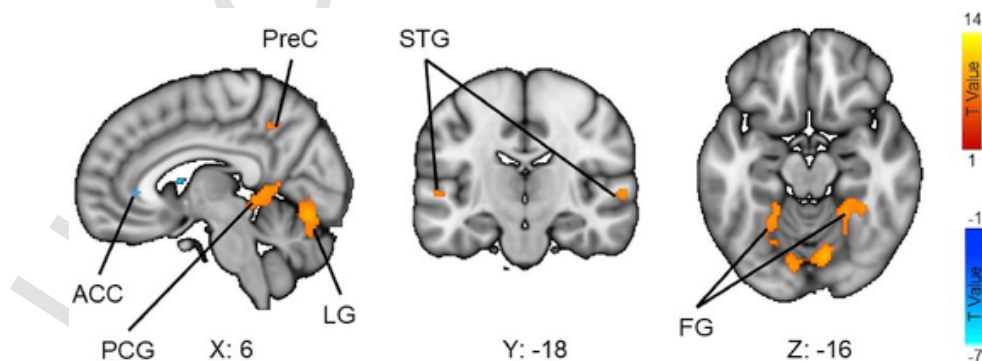 PreC
STG
14
T Value
1
-1
T Value
-7
ACC
PCG
LG
FG
X: 6
Y: -18
Z: -16